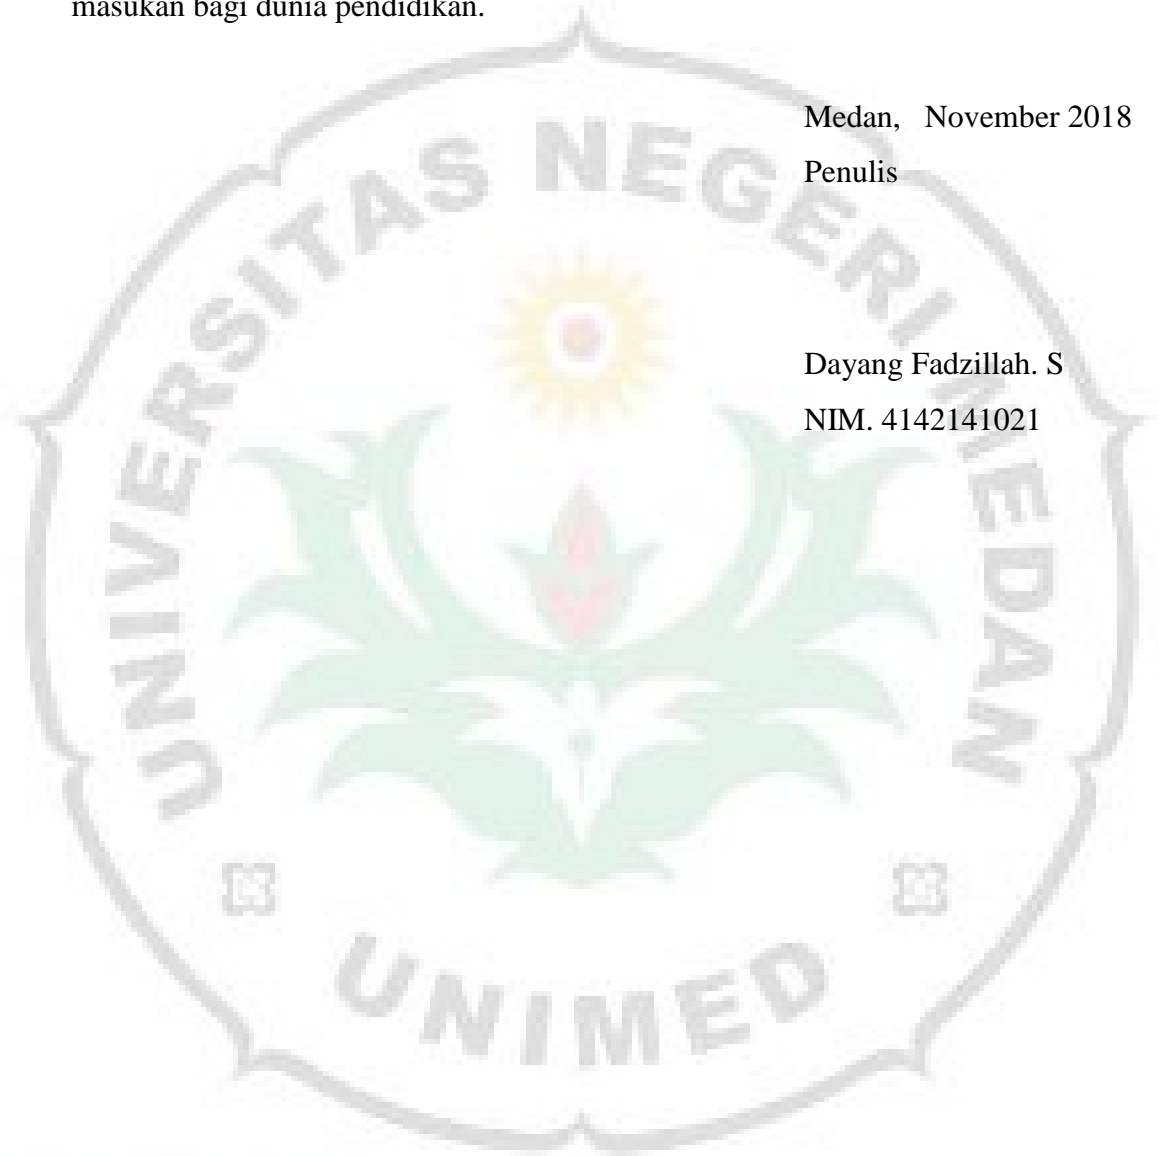 masukan bagi dunia pendidikan.
Medan, November 2018
Penulis
Dayang Fadzillah. S
NIM. 4142141021
UNIVERSITAS NEGERI MEDAN
UNIMED